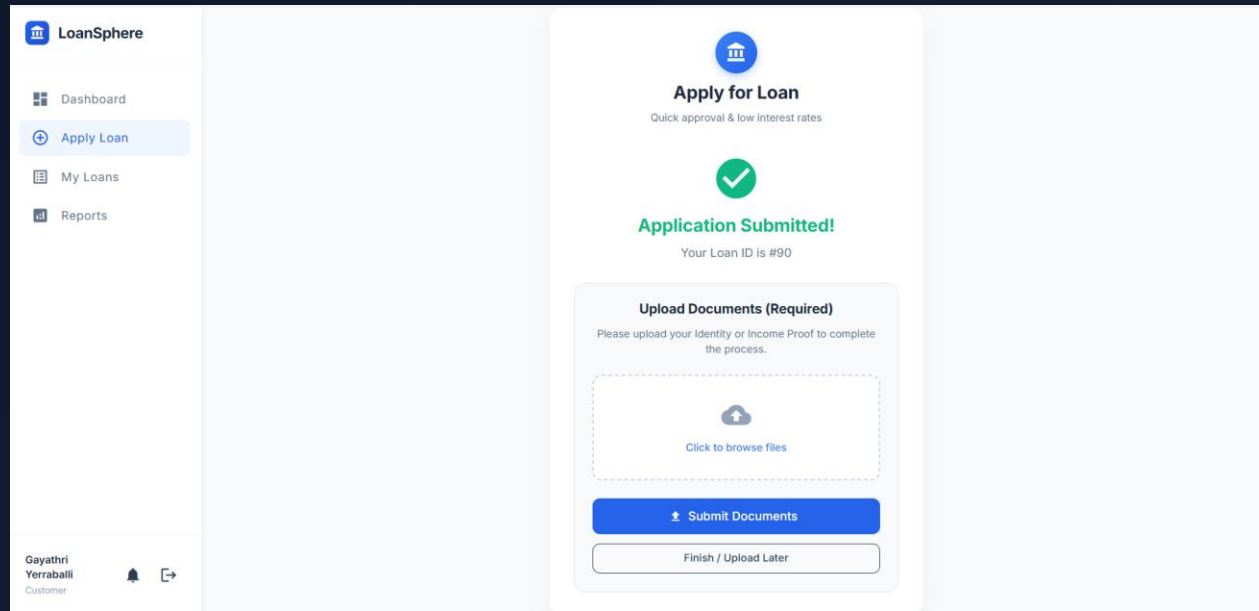 LoanSphere
Dashboard
Apply Loan
My Loans
Reports
Gayathri
Yerraballi
Customer
Apply for Loan
Quick approval & low interest rates
Application Submitted!
Your Loan ID is #90
Upload Documents (Required)
Please upload your Identity or Income Proof to complete
the process.
Click to browse files
Submit Documents
Finish / Upload Later